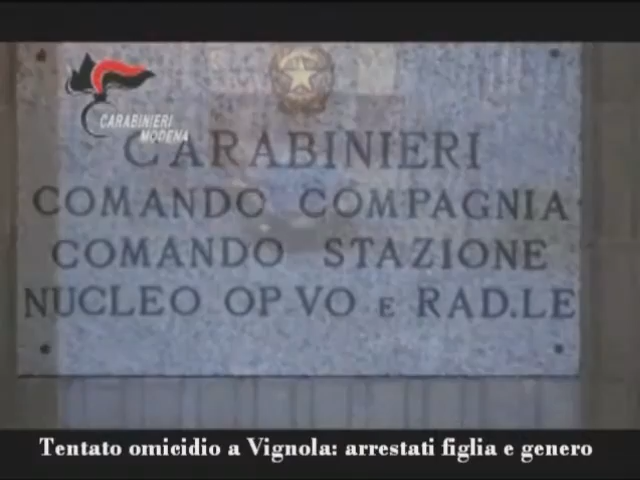 CARABINIERI
MODENA
CARABINIERI
COMANDO COMPAGNIA
COMANDO STAZIONE
NUCLEO OP.VO E RAD.LE
Tentato omicidio a Vignola: arrestati figlia e genero